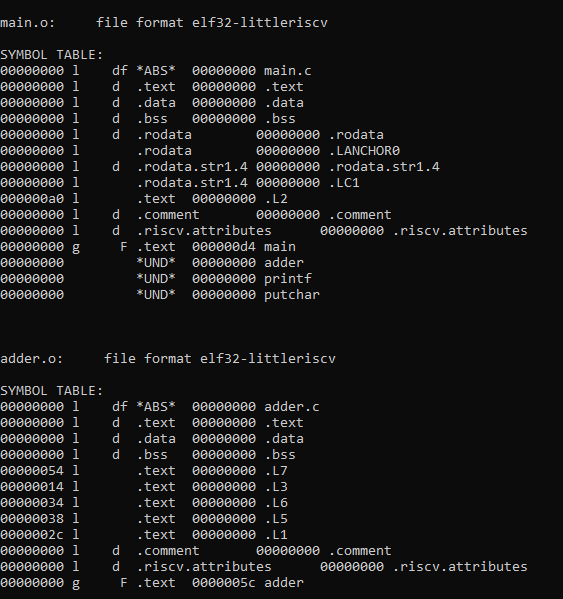 main.o:     file format elf32-littleriscv
SYMBOL TABLE:
00000000 l    df *ABS*  00000000 main.c
00000000 l    d  .text  00000000 .text
00000000 l    d  .data  00000000 .data
00000000 l    d  .bss   00000000 .bss
00000000 l    d  .rodata        00000000 .rodata
00000000 l       .rodata        00000000 .LANCHOR0
00000000 l    d  .rodata.str1.4 00000000 .rodata.str1.4
00000000 l       .rodata.str1.4 00000000 .LC1
000000a0 l       .text  00000000 .L2
00000000 l    d  .comment       00000000 .comment
00000000 l    d  .riscv.attributes      00000000 .riscv.attributes
00000000 g     F .text  000000d4 main
00000000         *UND*  00000000 adder
00000000         *UND*  00000000 printf
00000000         *UND*  00000000 putchar
adder.o:     file format elf32-littleriscv
SYMBOL TABLE:
00000000 l    df *ABS*  00000000 adder.c
00000000 l    d  .text  00000000 .text
00000000 l    d  .data  00000000 .data
00000000 l    d  .bss   00000000 .bss
00000054 l       .text  00000000 .L7
00000014 l       .text  00000000 .L3
00000034 l       .text  00000000 .L6
00000038 l       .text  00000000 .L5
0000002c l       .text  00000000 .L1
00000000 l    d  .comment       00000000 .comment
00000000 l    d  .riscv.attributes      00000000 .riscv.attributes
00000000 g     F .text  0000005c adder